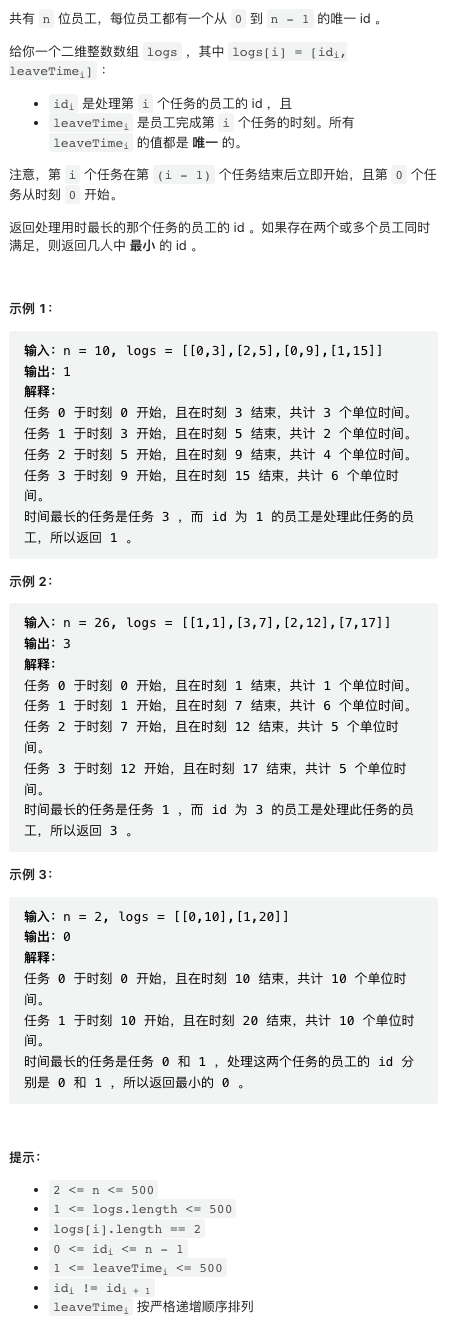 共有 n 位员工，每位员工都有一个从 0 到 n - 1 的唯一 id 。
给你一个二维整数数组 logs ，其中 logs[i] = [idi,
leaveTimei] ：
• idi 是处理第 i 个任务的员工的 id ，且
• leaveTimei 是员工完成第 i 个任务的时刻。所有
leaveTimei 的值都是 唯一 的。
注意，第 i 个任务在第 (i - 1) 个任务结束后立即开始，且第 0 个任
务从时刻 0 开始。
返回处理用时最长的那个任务的员工的 id 。如果存在两个或多个员工同时
满足，则返回几人中 最小 的 id 。
示例 1：
输入：n = 10, logs = [[0,3],[2,5],[0,9],[1,15]]
输出：1
解释：
任务 0 于时刻 0 开始，且在时刻 3 结束，共计 3 个单位时间。
任务 1 于时刻 3 开始，且在时刻 5 结束，共计 2 个单位时间。
任务 2 于时刻 5 开始，且在时刻 9 结束，共计 4 个单位时间。
任务 3 于时刻 9 开始，且在时刻 15 结束，共计 6 个单位时
间。
时间最长的任务是任务 3 ，而 id 为 1 的员工是处理此任务的员
工，所以返回 1 。
示例 2：
输入：n = 26, logs = [[1,1],[3,7],[2,12],[7,17]]
输出：3
解释：
任务 0 于时刻 0 开始，且在时刻 1 结束，共计 1 个单位时间。
任务 1 于时刻 1 开始，且在时刻 7 结束，共计 6 个单位时间。
任务 2 于时刻 7 开始，且在时刻 12 结束，共计 5 个单位时
间。
任务 3 于时刻 12 开始，且在时刻 17 结束，共计 5 个单位时
间。
时间最长的任务是任务 1 ，而 id 为 3 的员工是处理此任务的员
工，所以返回 3 。
示例 3：
输入：n = 2, logs = [[0,10],[1,20]]
输出：0
解释：
任务 0 于时刻 0 开始，且在时刻 10 结束，共计 10 个单位时
间。
任务 1 于时刻 10 开始，且在时刻 20 结束，共计 10 个单位时
间。
时间最长的任务是任务 0 和 1 ，处理这两个任务的员工的 id 分
别是 0 和 1 ，所以返回最小的 0 。
提示：
• 2 <= n <= 500
• 1 <= logs.length <= 500
• logs[i].length == 2
• 0 <= idi <= n - 1
• 1 <= leaveTimei <= 500
• idi != idi + 1
• leaveTimei 按严格递增顺序排列